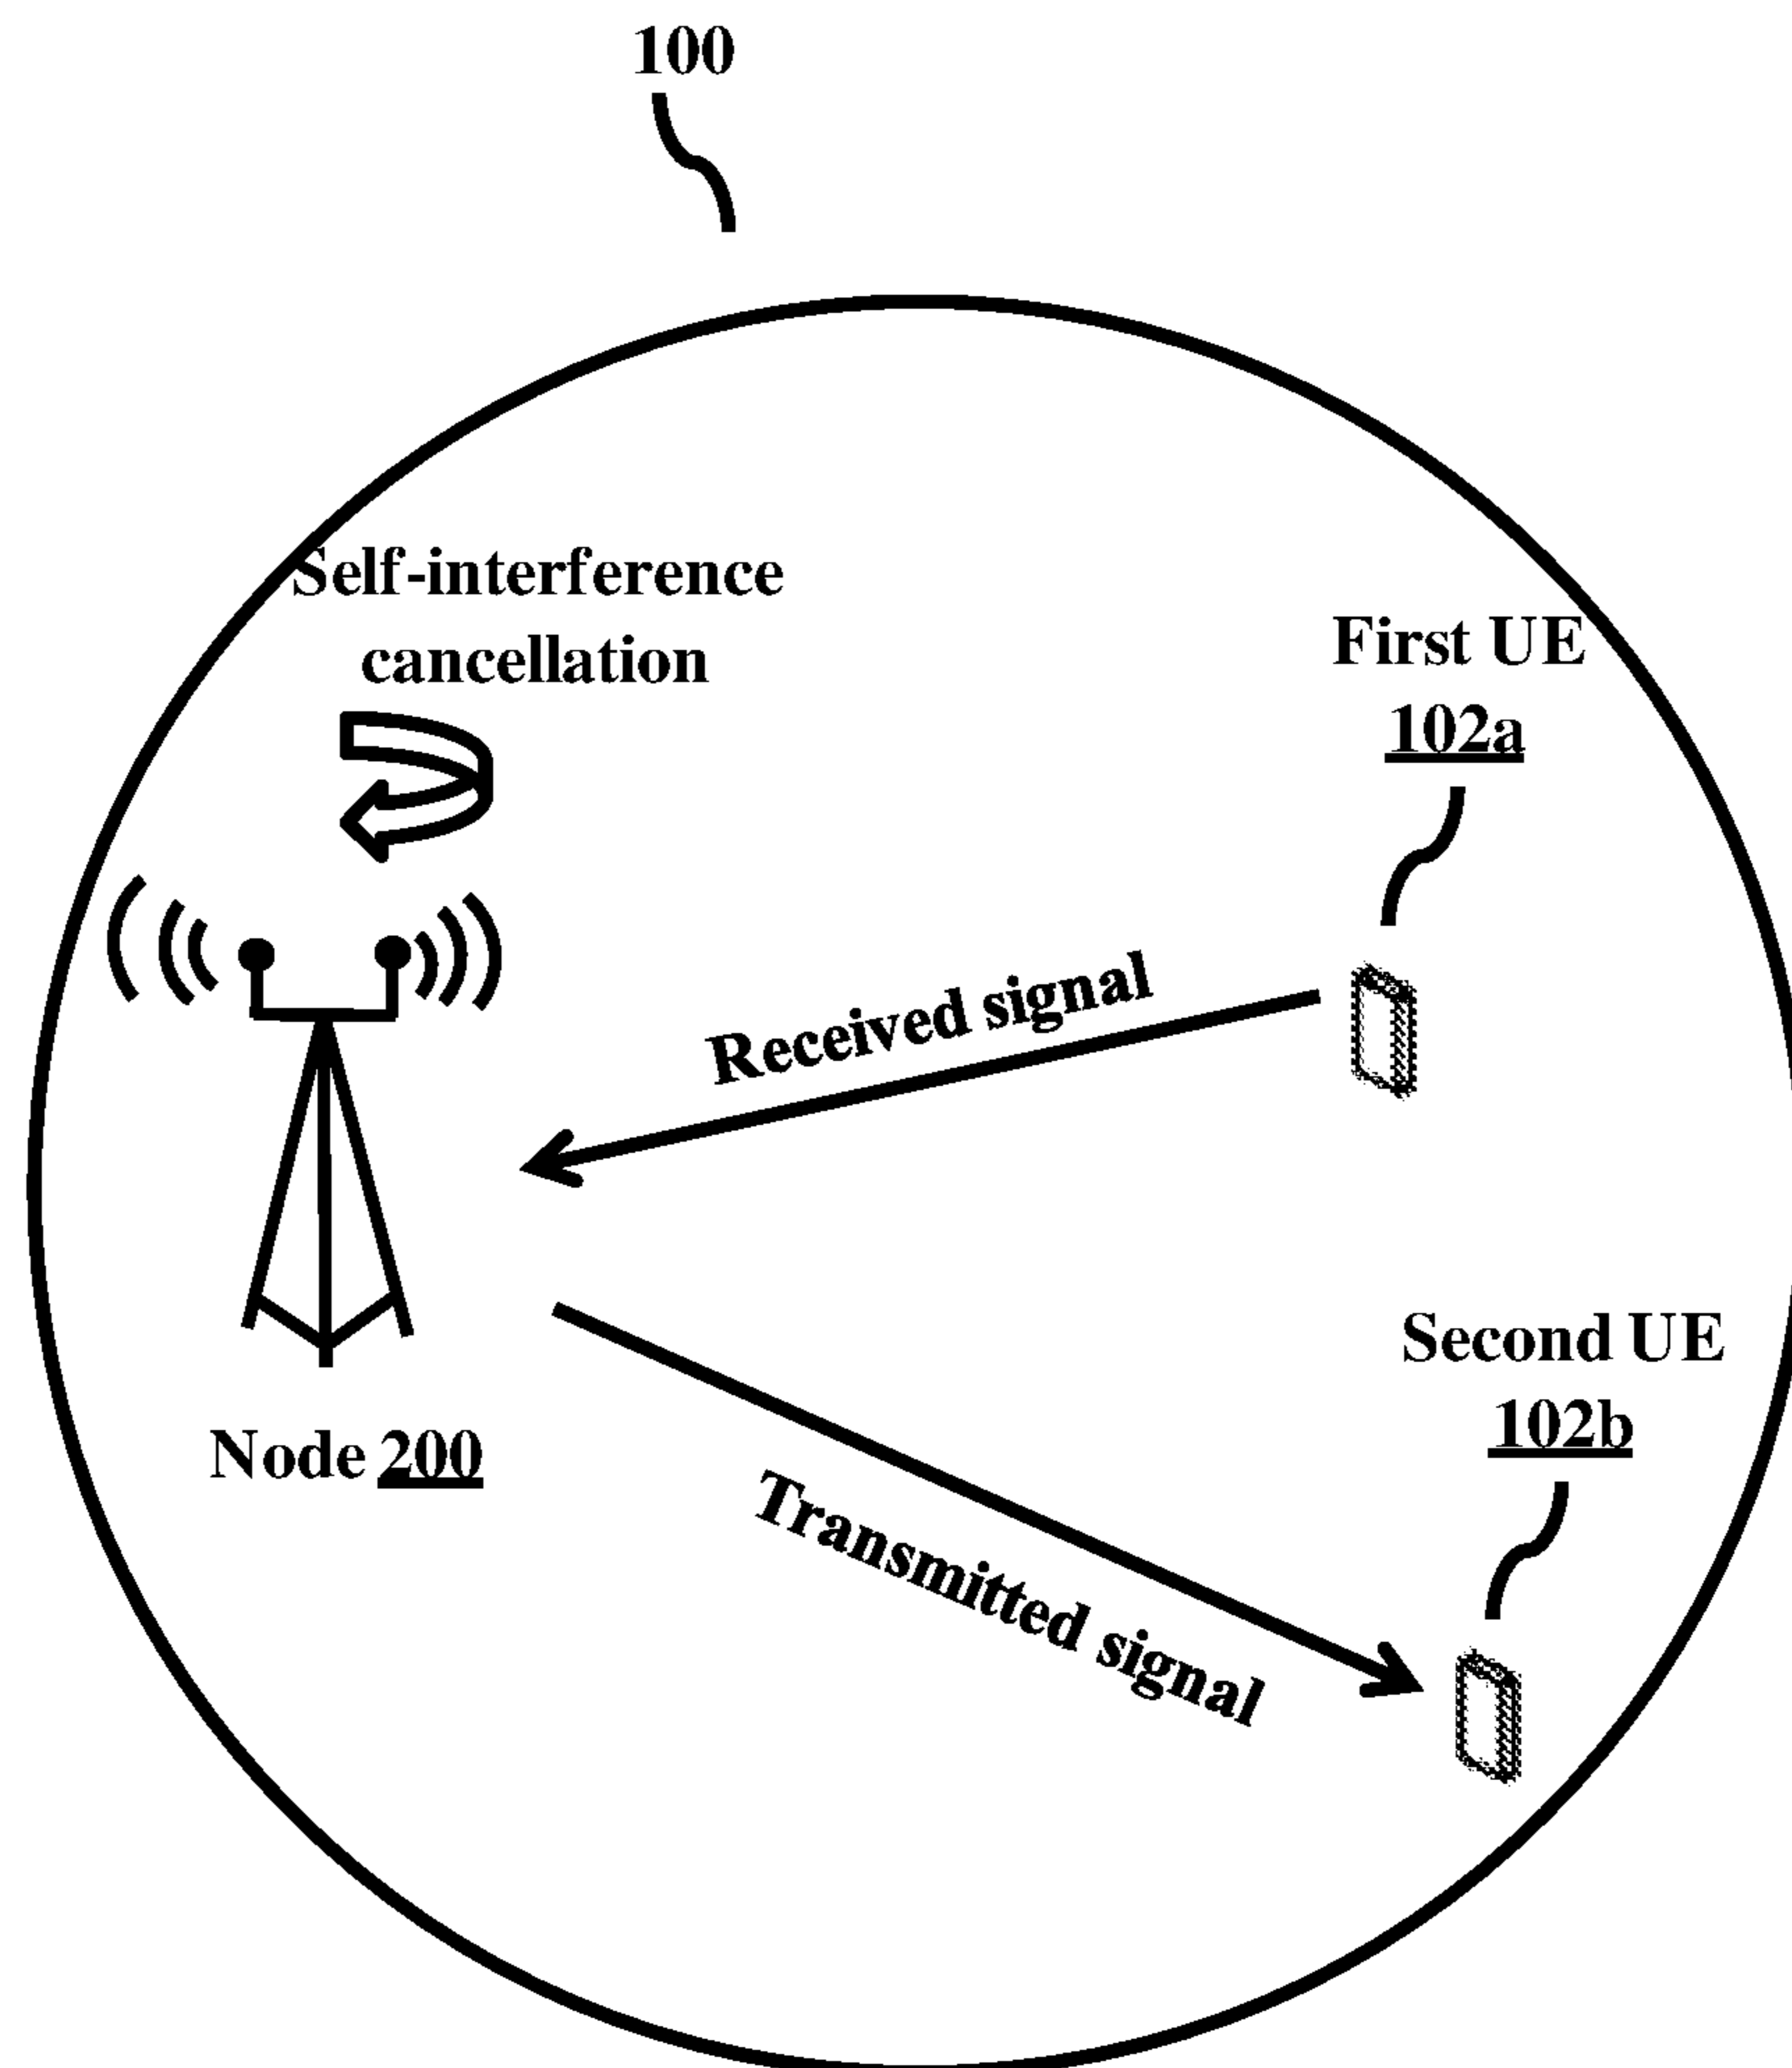 100
Self-interference
cancellation
First UE
102a
Received signal
Second UE
102b
Node 200
Transmitted signal